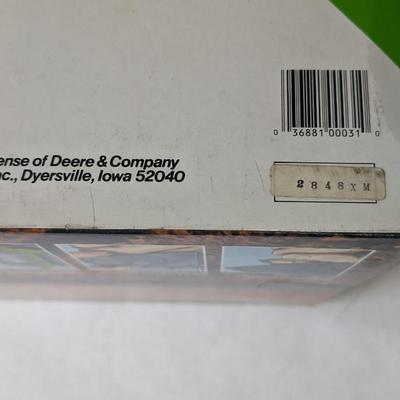 0 36881 00031 0
ense of Deere & Company
nc., Dyersville, Iowa 52040
2848XM